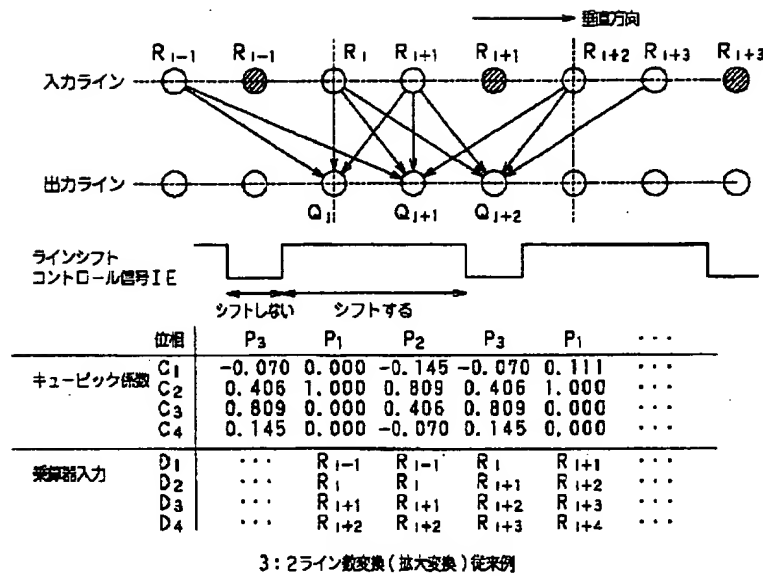 垂直方向
R i-1 R i-1 R i R i+1 R i+1 R i+2 R i+3 R i+3
入力ライン
出力ライン
Q j Q j+1 Q j+2
ラインシフト
コントロール信号IE
シフトしない シフトする
位相 P3 P1 P2 P3 P1 ・・・
キュービック係数 C1 -0.070 0.000 -0.145 -0.070 0.111 ・・・
C2 0.406 1.000 0.809 0.406 1.000 ・・・
C3 0.809 0.000 0.406 0.809 0.000 ・・・
C4 0.145 0.000 -0.070 0.145 0.000 ・・・
乗算器入力 D1 ・・・ R i-1 R i-1 R i R i+1 ・・・
D2 ・・・ R i R i R i+1 R i+2 ・・・
D3 ・・・ R i+1 R i+1 R i+2 R i+3 ・・・
D4 ・・・ R i+2 R i+2 R i+3 R i+4 ・・・
3:2ライン数変換(拡大変換)従来例